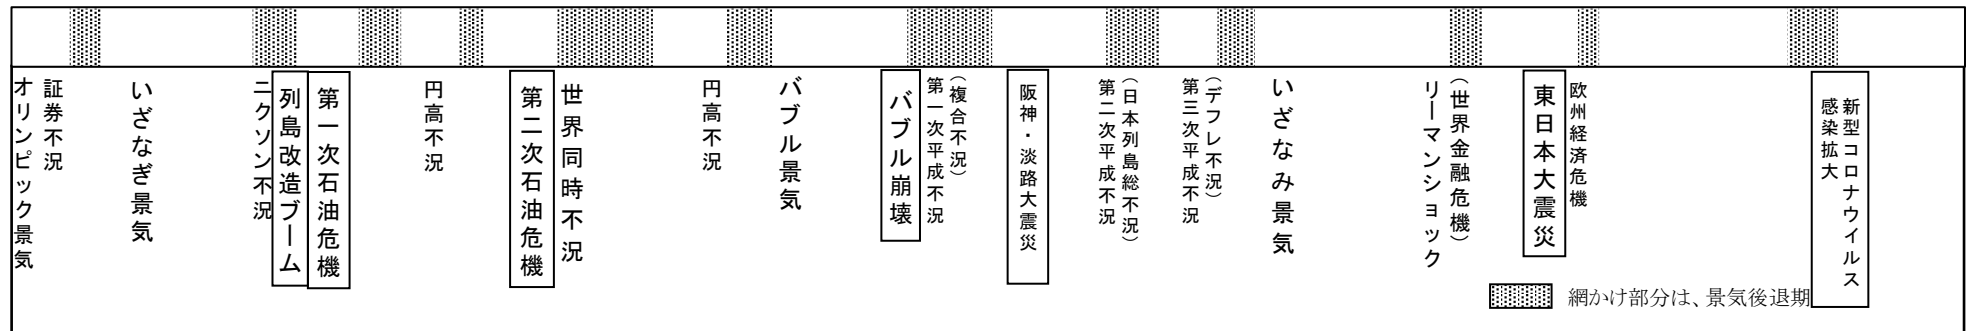 オリンピック景気
証券不況
いざなぎ景気
ニクソン不況
列島改造ブーム
第一次石油危機
円高不況
第二次石油危機
世界同時不況
円高不況
バブル景気
バブル崩壊
第一次平成不況
（複合不況）
阪神・淡路大震災
第二次平成不況
（日本列島総不況）
第三次平成不況
（デフレ不況）
いざなみ景気
リーマンショック
（世界金融危機）
東日本大震災
欧州経済危機
新型コロナウイルス
感染拡大
網かけ部分は、景気後退期